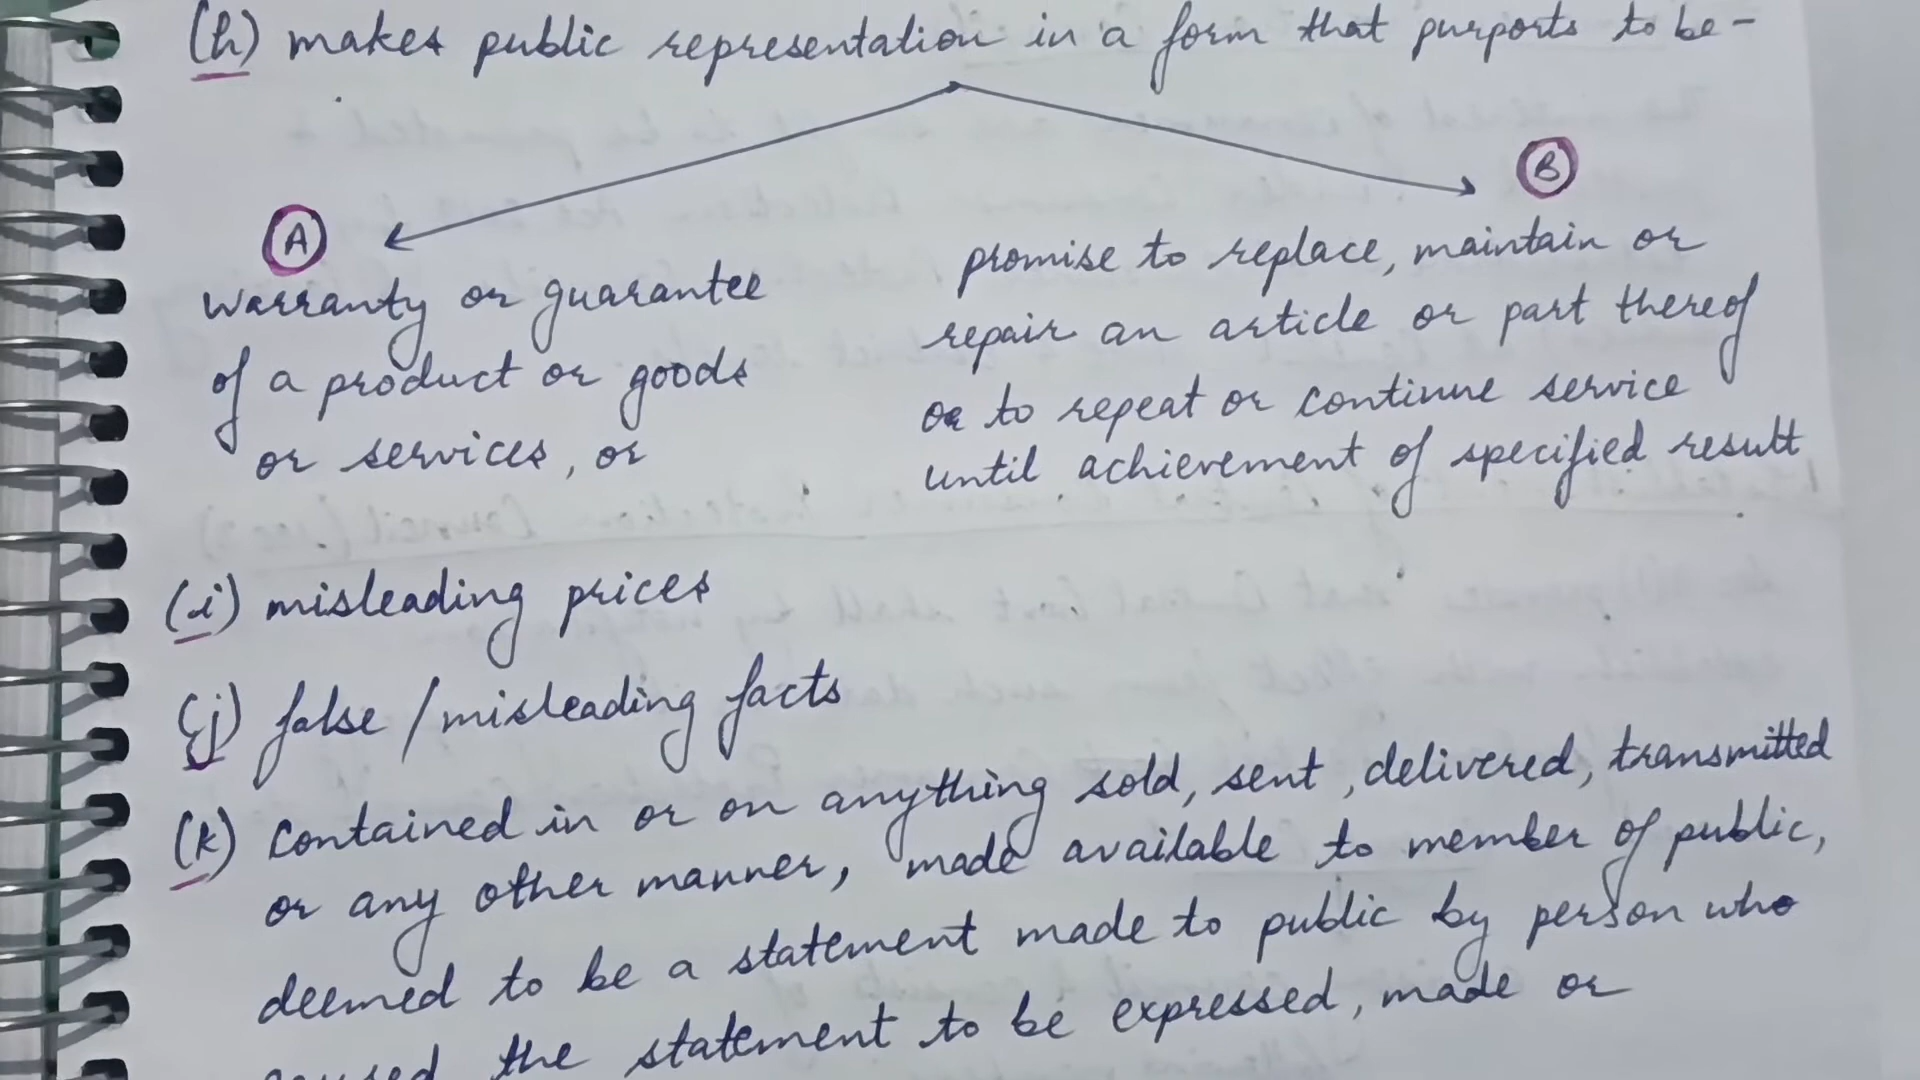 (h) makes public representation in a form that purports to be -
(A)
warranty or guarantee
of a product or goods
or services, or
(B)
promise to replace, maintain or
repair an article or part thereof
or to repeat or continue service
until achievement of specified result
(i) misleading prices
(j) false / misleading facts
(k) contained in or on anything sold, sent, delivered, transmitted
or any other manner, made available to member of public,
deemed to be a statement made to public by person who
caused the statement to be expressed, made or